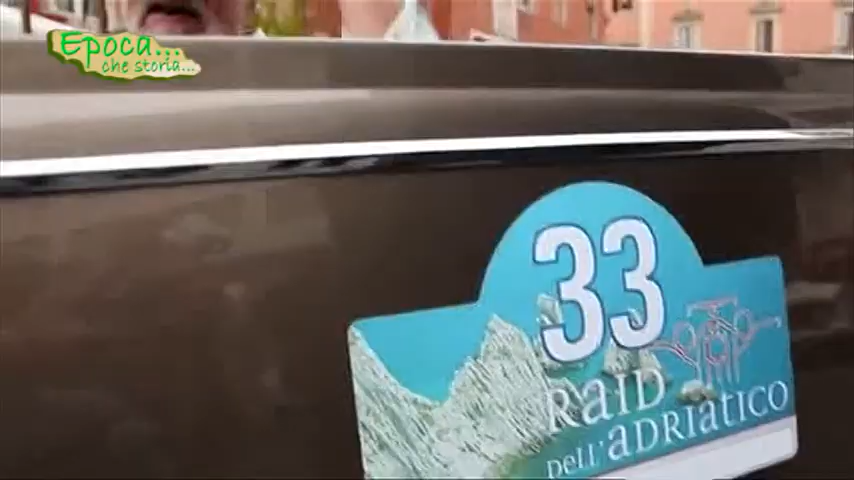 Epoca...
che storia...
33
RAID
DELL'ADRIATICO